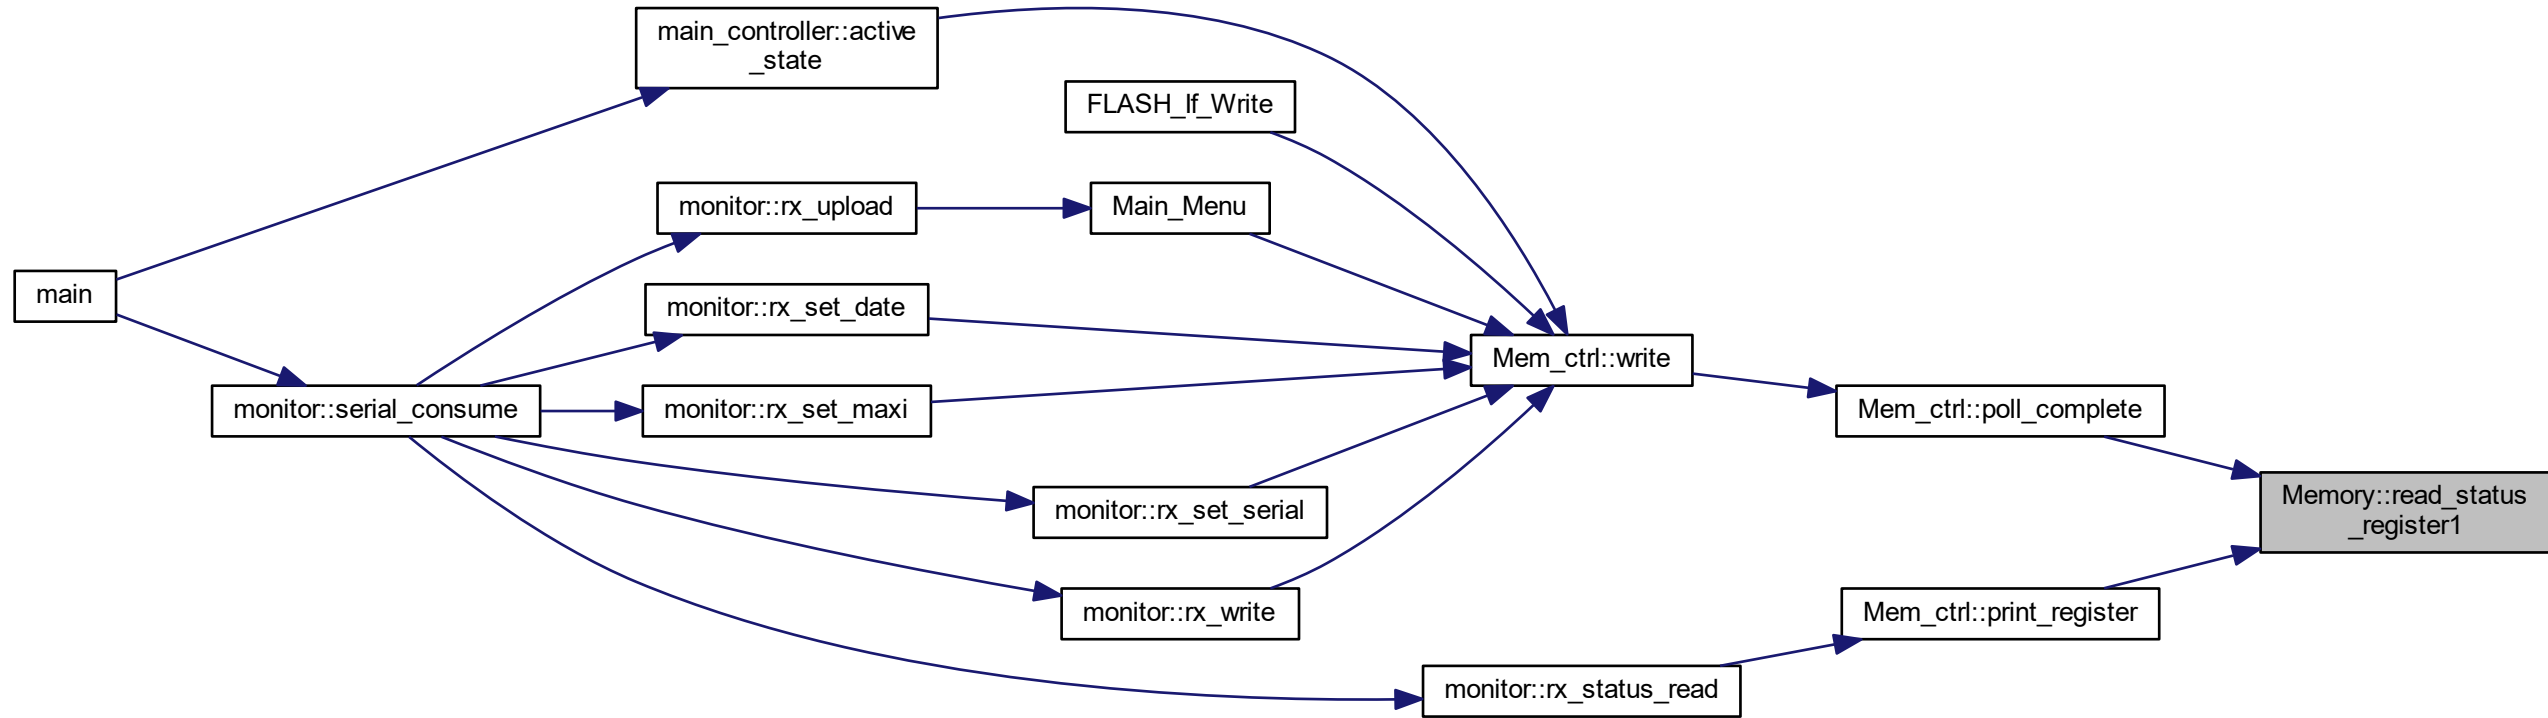 main_controller::active
_state
FLASH_If_Write
monitor::rx_upload
Main_Menu
main
monitor::rx_set_date
Mem_ctrl::write
monitor::serial_consume
monitor::rx_set_maxi
Mem_ctrl::poll_complete
Memory::read_status
_register1
monitor::rx_set_serial
monitor::rx_write
Mem_ctrl::print_register
monitor::rx_status_read